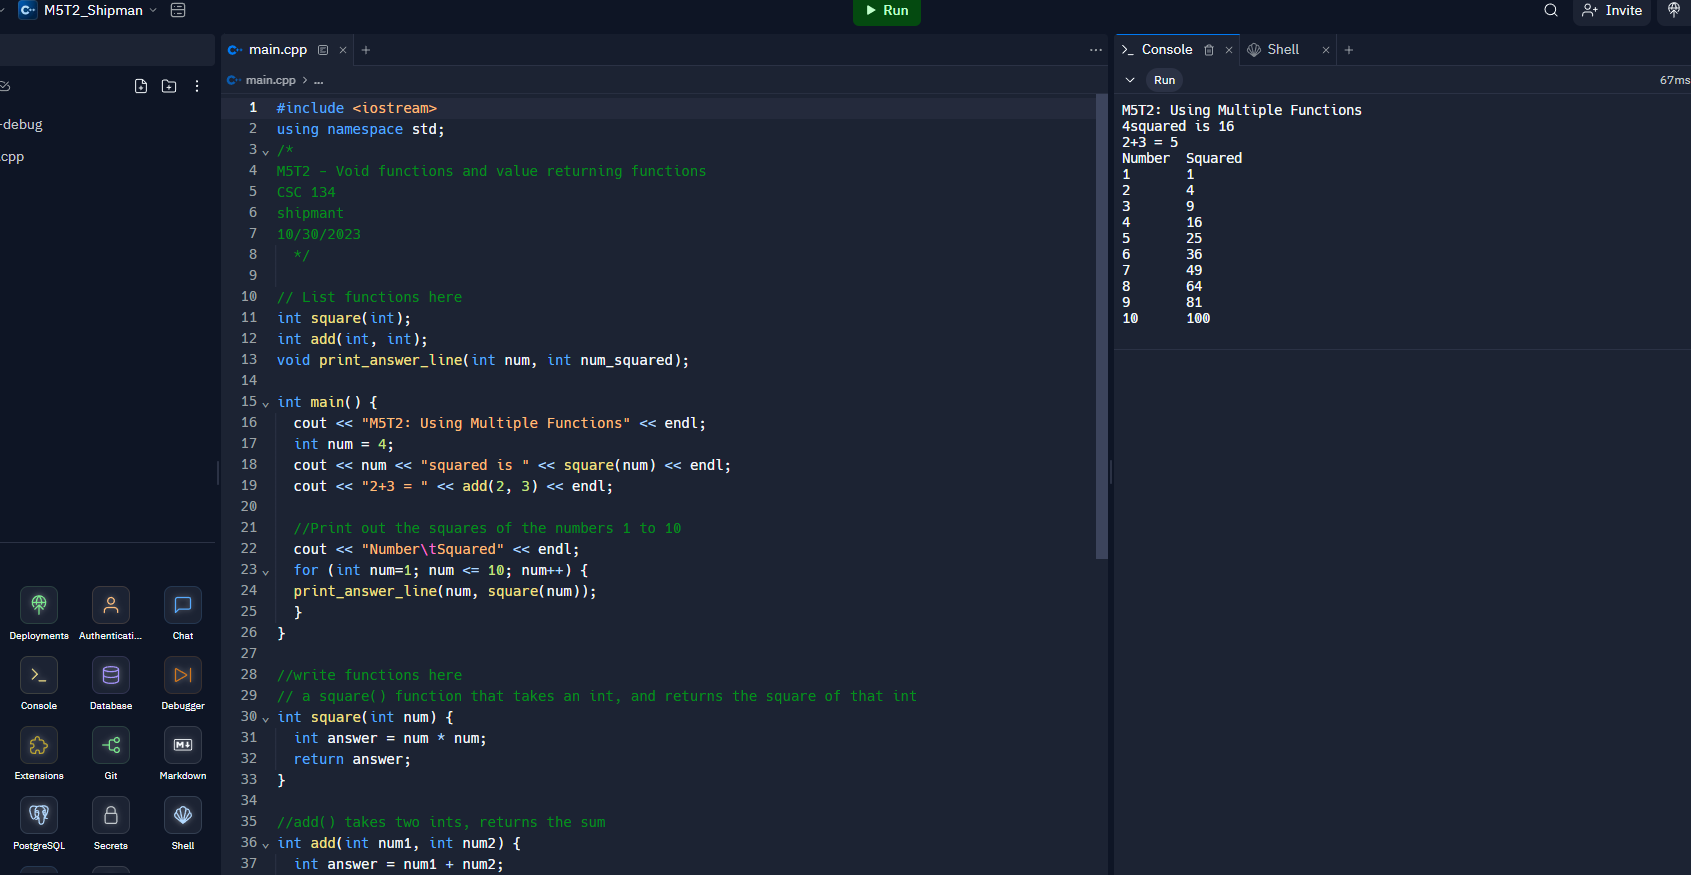 M5T2_Shipman
Run
Invite
main.cpp
Console
Shell
main.cpp > ...
Run
67ms
-debug
.cpp
1 #include <iostream>
2 using namespace std;
3 /*
4 M5T2 - Void functions and value returning functions
5 CSC 134
6 shipmant
7 10/30/2023
8   */
9
10 // List functions here
11 int square(int);
12 int add(int, int);
13 void print_answer_line(int num, int num_squared);
14
15 int main() {
16   cout << "M5T2: Using Multiple Functions" << endl;
17   int num = 4;
18   cout << num << "squared is " << square(num) << endl;
19   cout << "2+3 = " << add(2, 3) << endl;
20
21   //Print out the squares of the numbers 1 to 10
22   cout << "Number\tSquared" << endl;
23   for (int num=1; num <= 10; num++) {
24   print_answer_line(num, square(num));
25   }
26 }
27
28 //write functions here
29 // a square() function that takes an int, and returns the square of that int
30 int square(int num) {
31   int answer = num * num;
32   return answer;
33 }
34
35 //add() takes two ints, returns the sum
36 int add(int num1, int num2) {
37   int answer = num1 + num2;
M5T2: Using Multiple Functions
4squared is 16
2+3 = 5
Number  Squared
1       1
2       4
3       9
4       16
5       25
6       36
7       49
8       64
9       81
10      100
Deployments Authenticati... Chat
Console Database Debugger
Extensions Git Markdown
PostgreSQL Secrets Shell